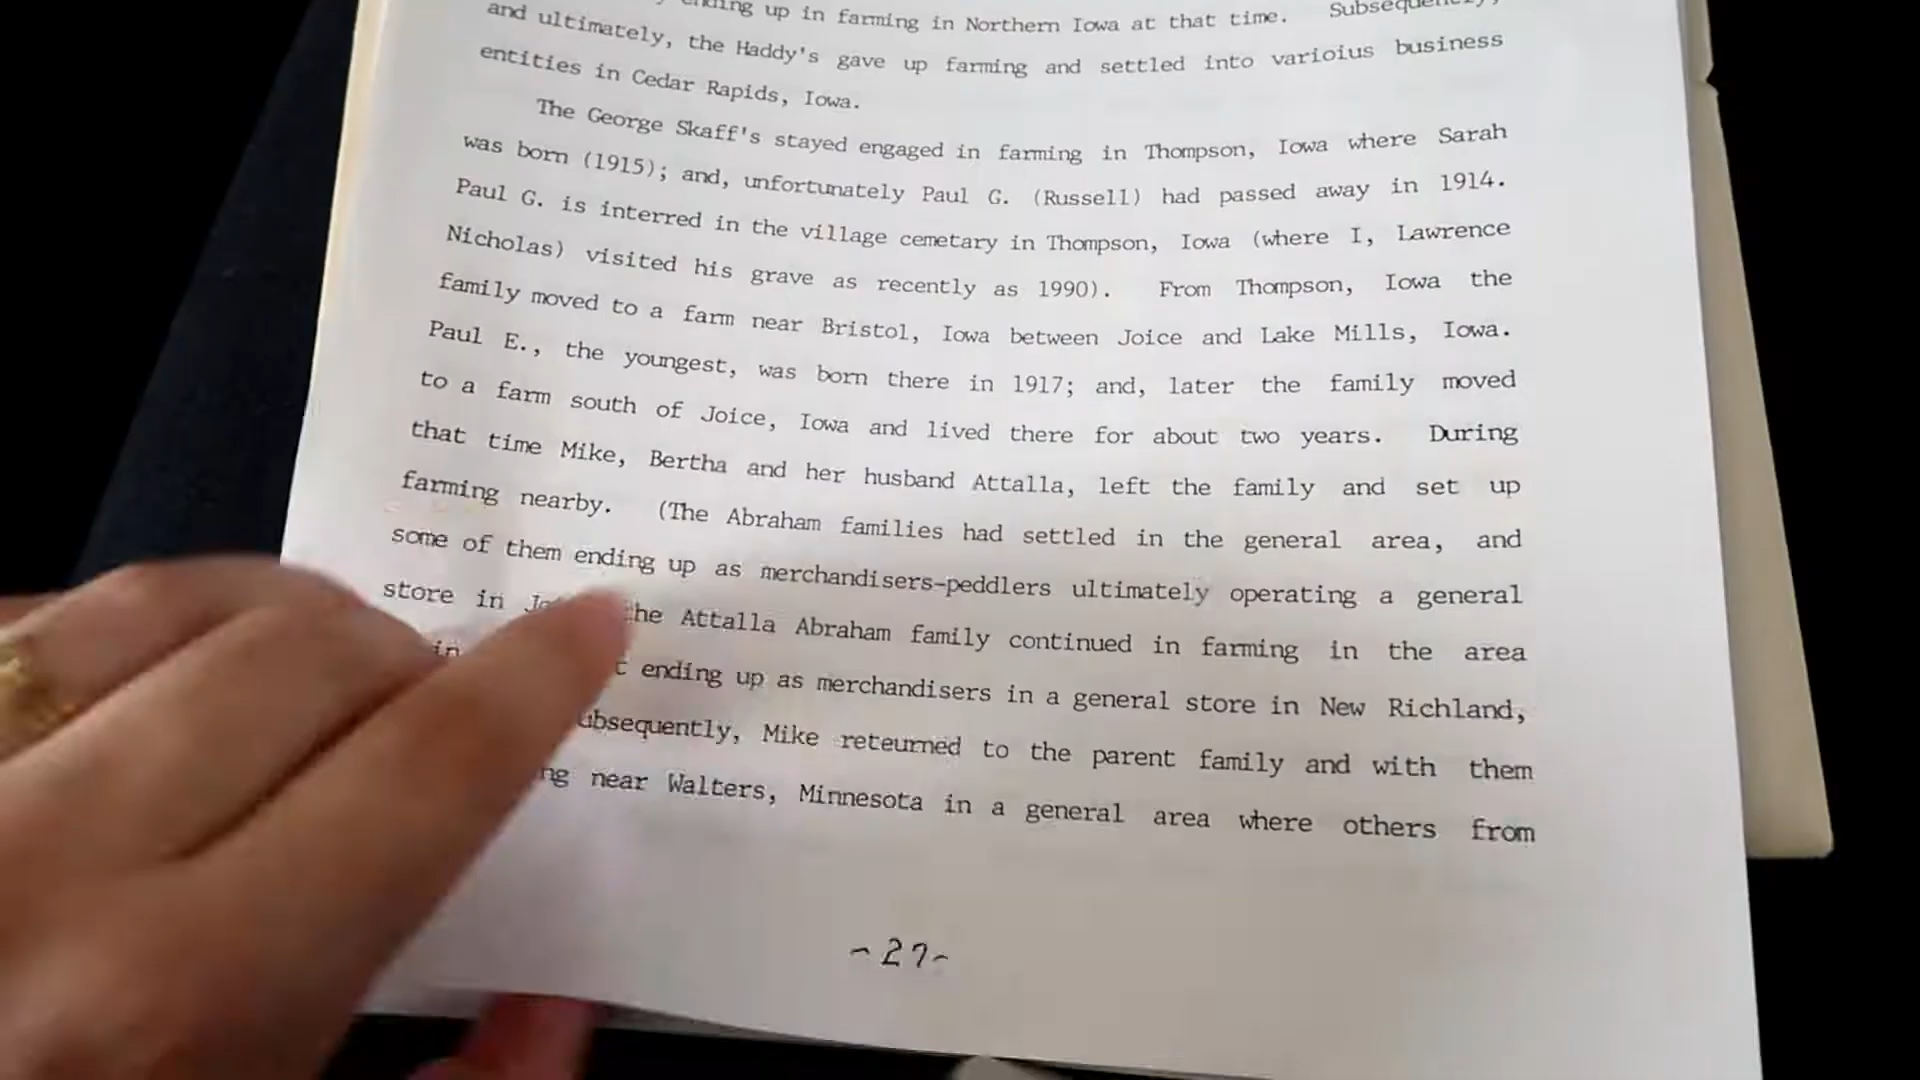 ending up in farming in Northern Iowa at that time. Subsequently,
and ultimately, the Haddy's gave up farming and settled into varioius business
entities in Cedar Rapids, Iowa.
The George Skaff's stayed engaged in farming in Thompson, Iowa where Sarah
was born (1915); and, unfortunately Paul G. (Russell) had passed away in 1914.
Paul G. is interred in the village cemetary in Thompson, Iowa (where I, Lawrence
Nicholas) visited his grave as recently as 1990). From Thompson, Iowa the
family moved to a farm near Bristol, Iowa between Joice and Lake Mills, Iowa.
Paul E., the youngest, was born there in 1917; and, later the family moved
to a farm south of Joice, Iowa and lived there for about two years. During
that time Mike, Bertha and her husband Attalla, left the family and set up
farming nearby. (The Abraham families had settled in the general area, and
some of them ending up as merchandisers-peddlers ultimately operating a general
store in the Attalla Abraham family continued in farming in the area
ending up as merchandisers in a general store in New Richland,
ubsequently, Mike reteurned to the parent family and with them
near Walters, Minnesota in a general area where others from
-27-